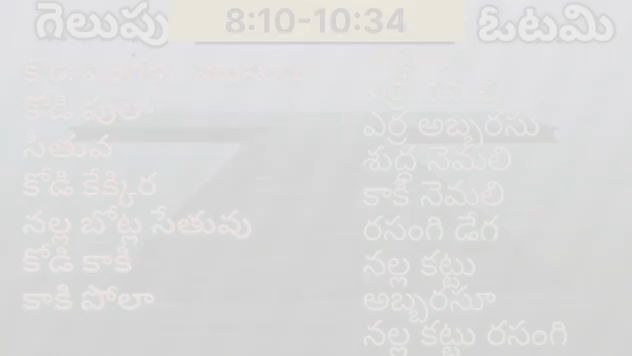 గెలుపు
8:10-10:34
ఓటమి
కోడి పూల
సేతువ
కోడి కేక్కిర
నల్ల బోట్ల సేతువు
కోడి కాకి
కాకి పోలా
ఎర్ర అబ్బరసు
శుద్ధ నెమలి
కాకి నెమలి
రసంగి డేగ
నల్ల కట్టు
అబ్బరసూ
నల్ల కట్టు రసంగి